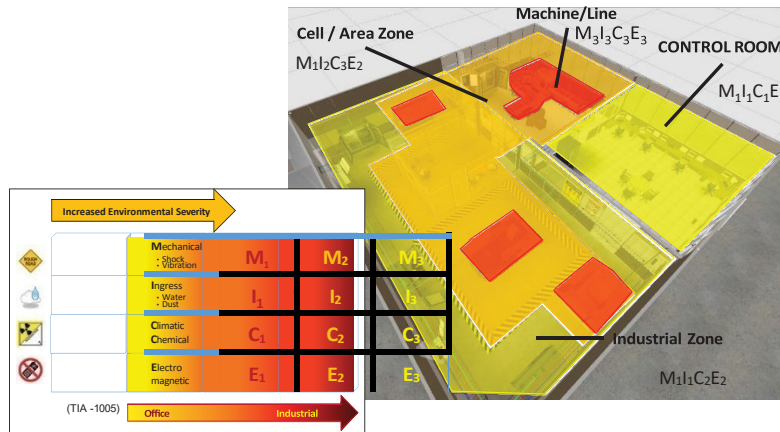 Machine/Line
M3I3C3E3
Cell / Area Zone
M1I2C3E2
CONTROL ROOM
M1I1C1E
Increased Environmental Severity
Mechanical
• Shock
• Vibration
M1
M2
M3
Ingress
• Water
• Dust
I1
I2
I3
Climatic
Chemical
C1
C2
C3
Electro
magnetic
E1
E2
E3
(TIA -1005)
Office
Industrial
Industrial Zone
M1I1C2E2
ROUGH
ROAD